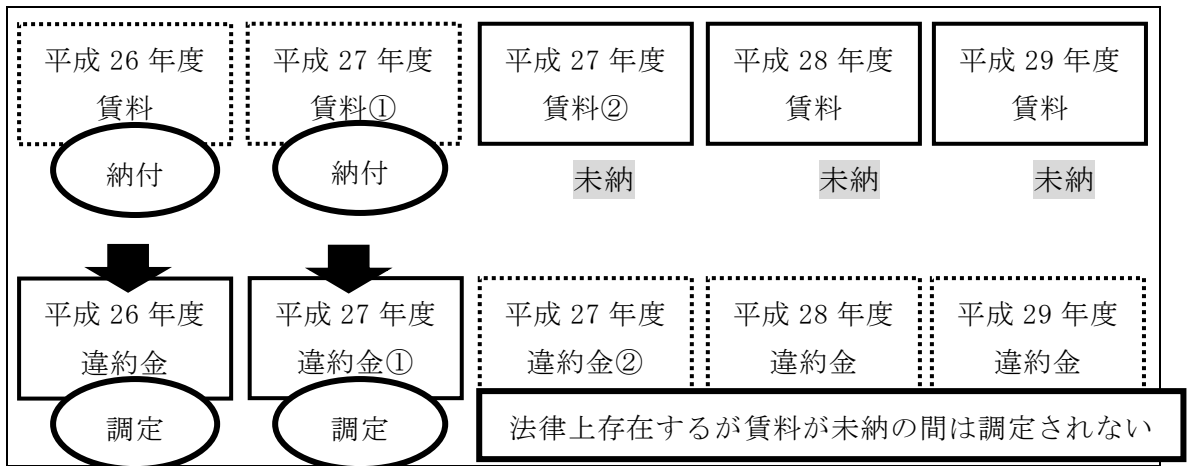 平成 26 年度
賃料
納付
平成 27 年度
賃料①
納付
平成 27 年度
賃料②
未納
平成 28 年度
賃料
未納
平成 29 年度
賃料
未納
平成 26 年度
違約金
調定
平成 27 年度
違約金①
調定
平成 27 年度
違約金②
平成 28 年度
違約金
平成 29 年度
違約金
法律上存在するが賃料が未納の間は調定されない